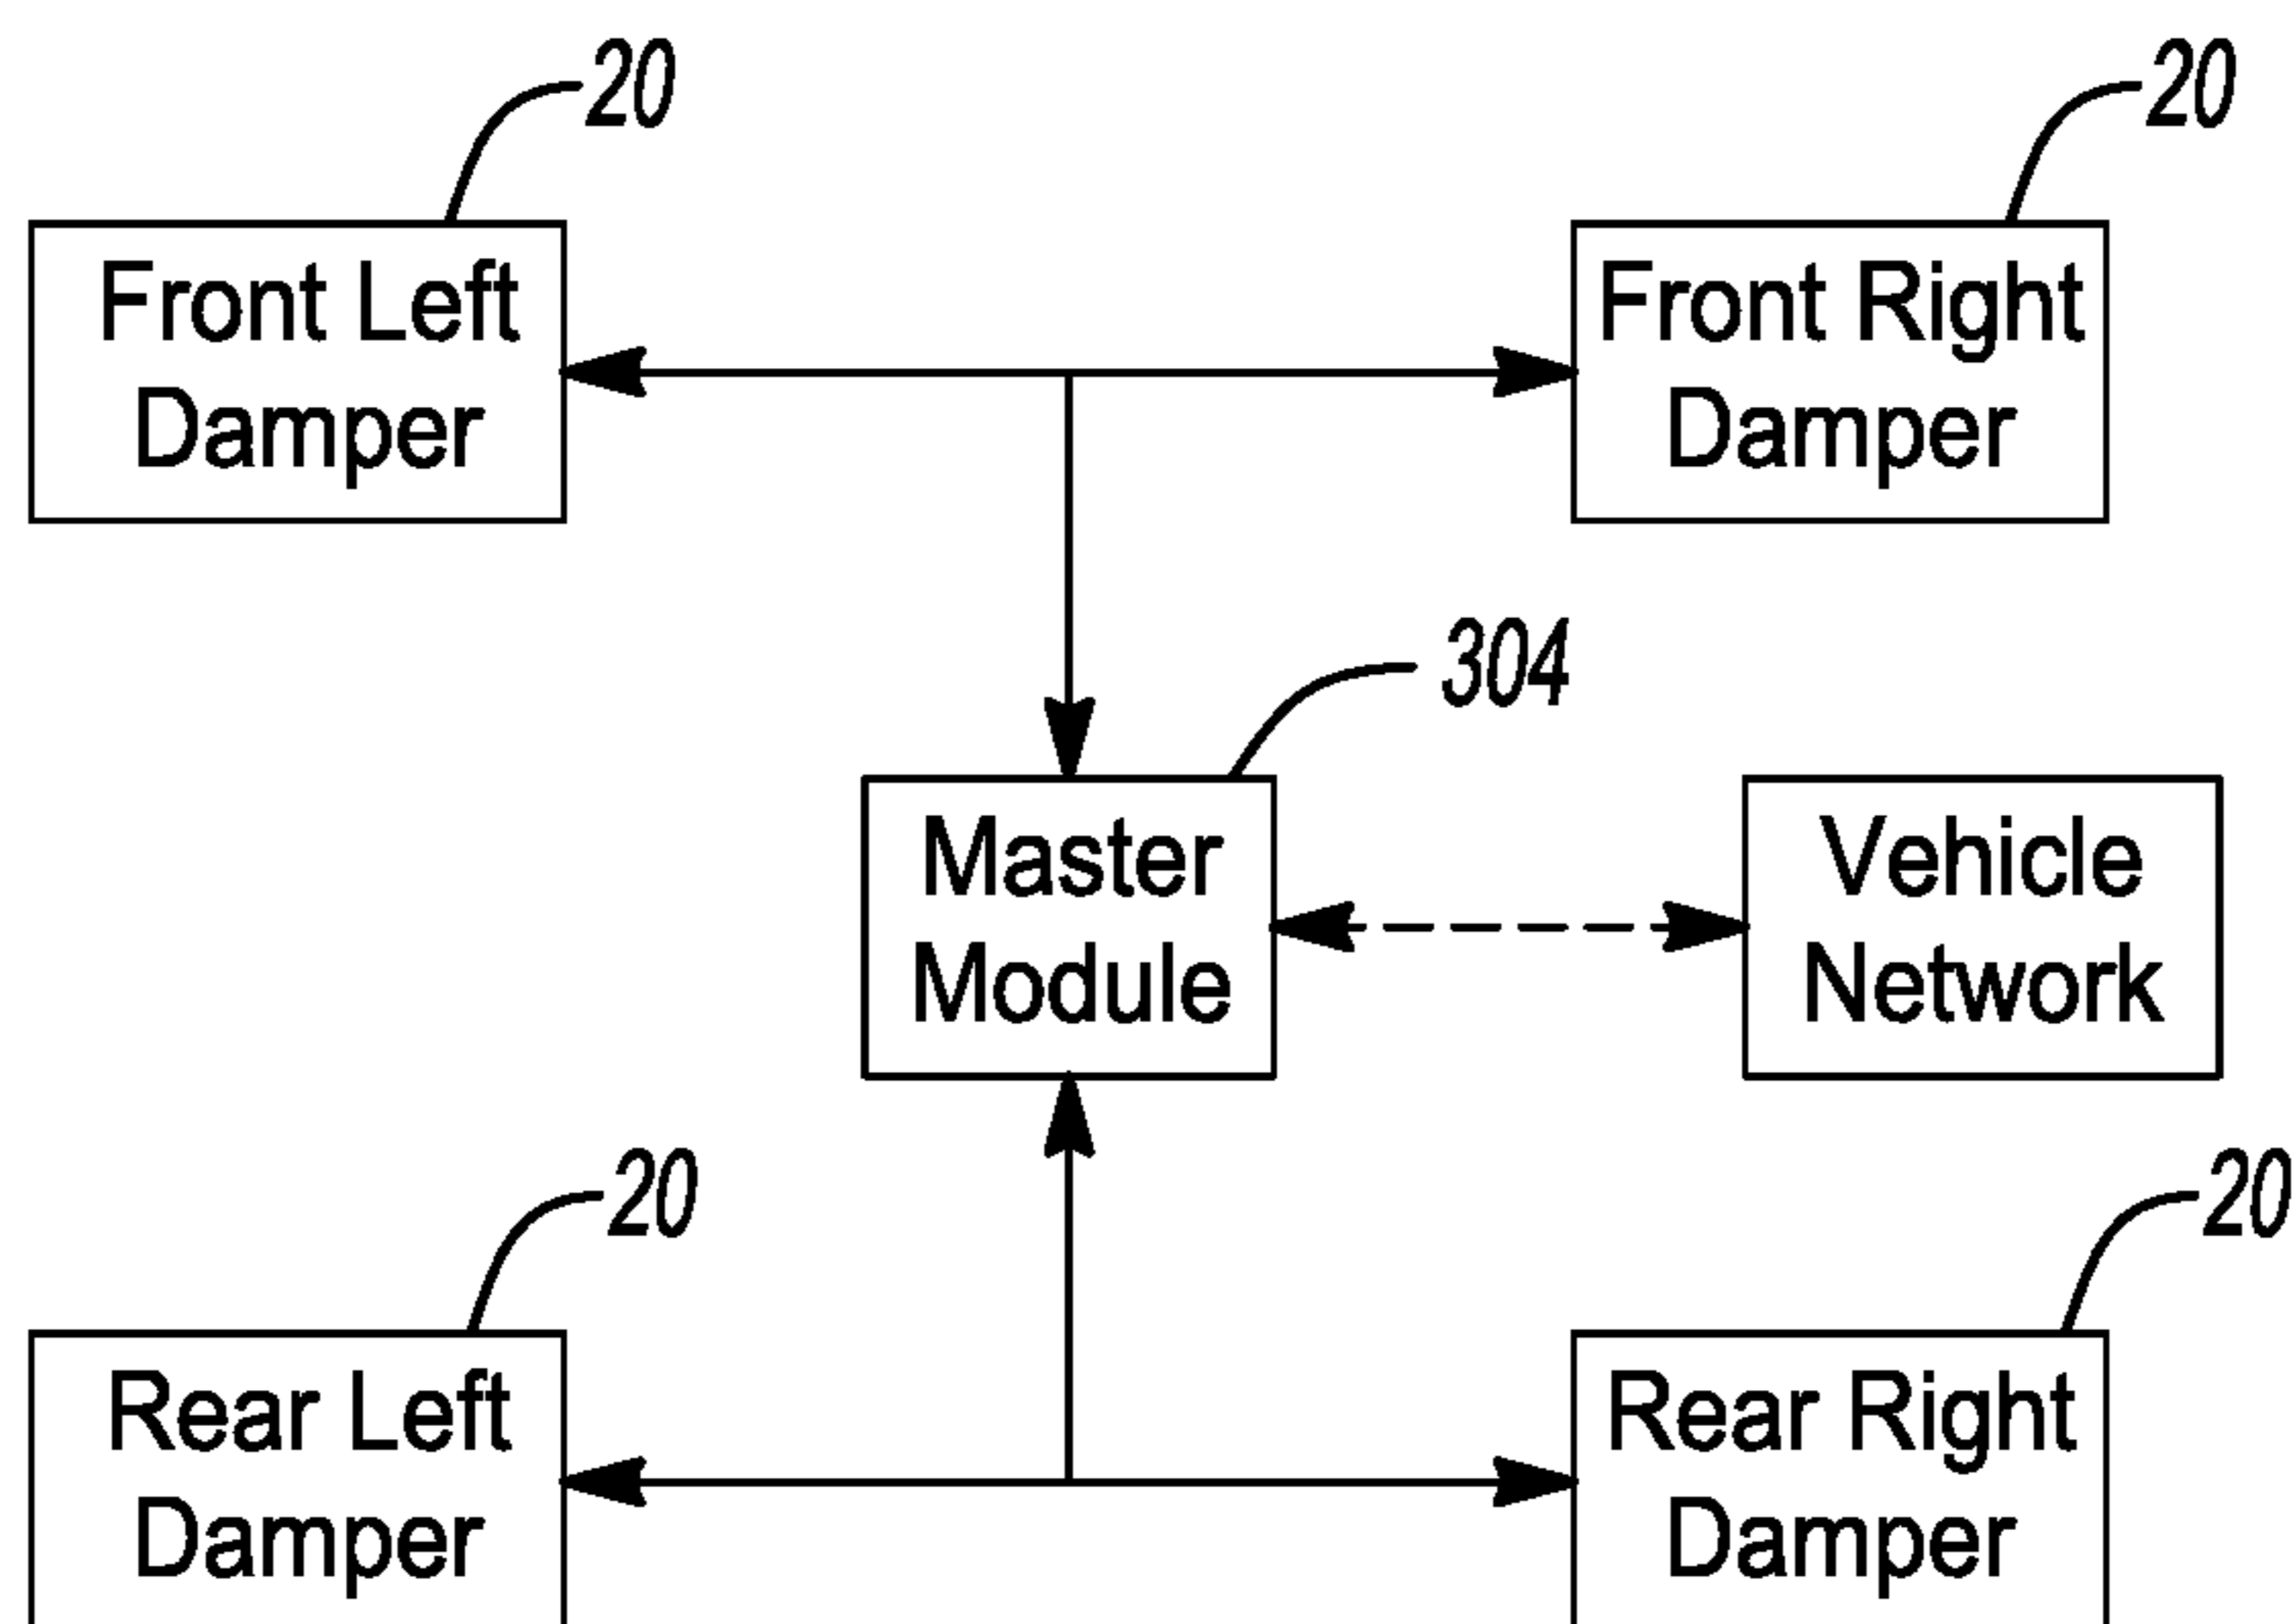 20
20
Front Left
Damper
Front Right
Damper
304
Master
Module
Vehicle
Network
20
20
Rear Left
Damper
Rear Right
Damper